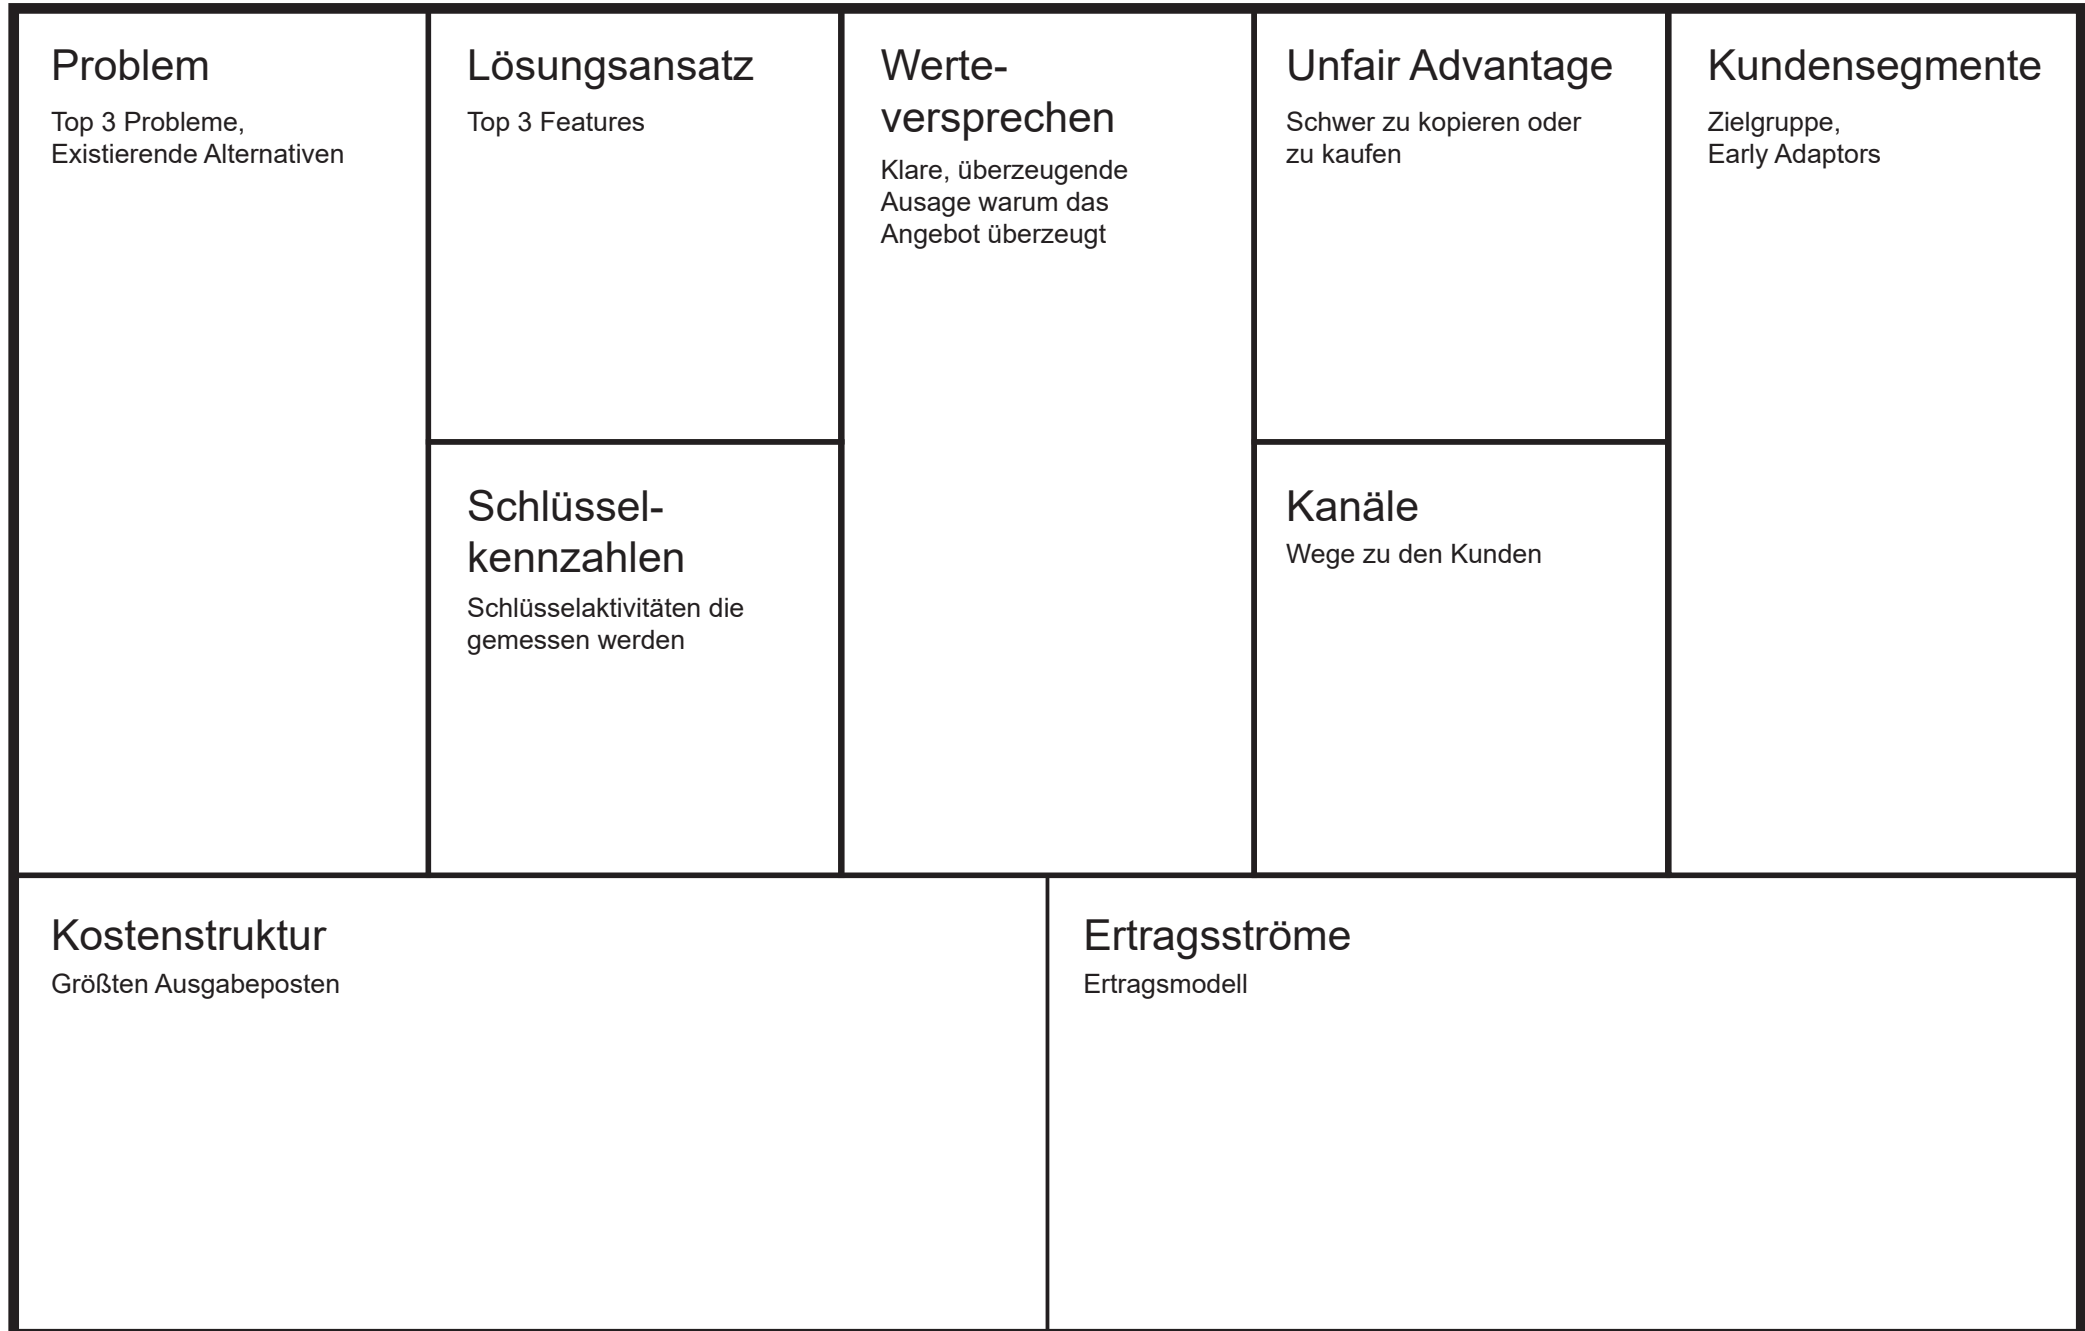 Problem
Top 3 Probleme,
Existierende Alternativen
Lösungsansatz
Top 3 Features
Schlüssel-
kennzahlen
Schlüsselaktivitäten die
gemessen werden
Werte-
versprechen
Klare, überzeugende
Ausage warum das
Angebot überzeugt
Unfair Advantage
Schwer zu kopieren oder
zu kaufen
Kanäle
Wege zu den Kunden
Kundensegmente
Zielgruppe,
Early Adaptors
Kostenstruktur
Größten Ausgabeposten
Ertragsströme
Ertragsmodell